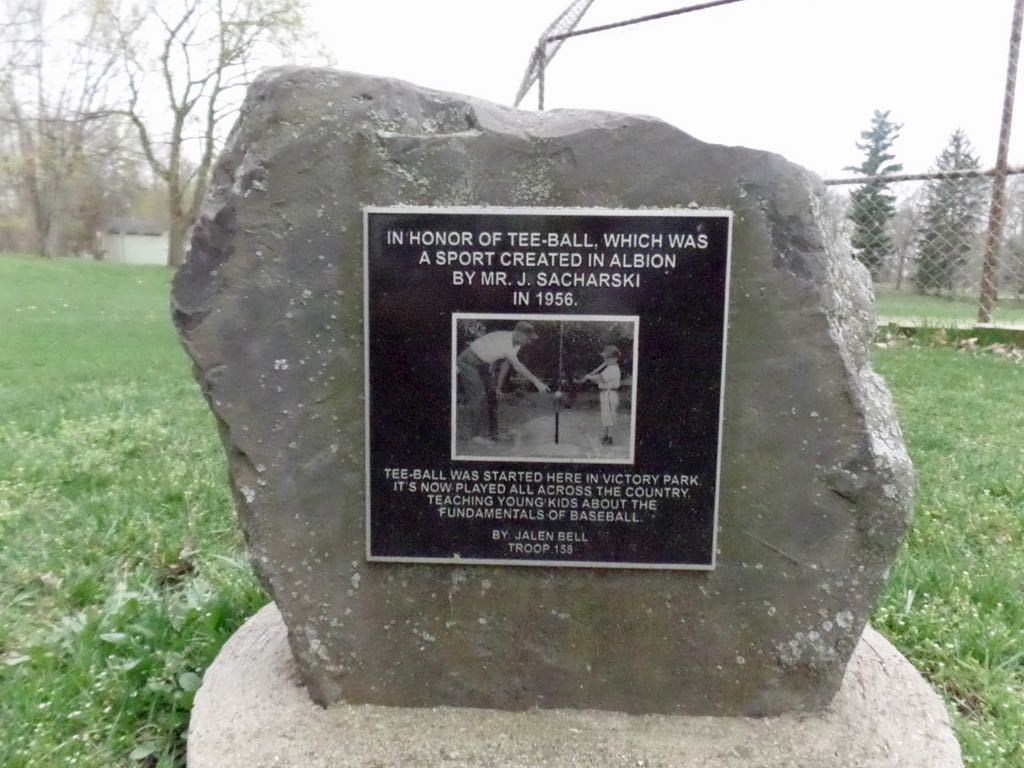 IN HONOR OF TEE-BALL, WHICH WAS
A SPORT CREATED IN ALBION
BY MR. J. SACHARSKI
IN 1956.
TEE-BALL WAS STARTED HERE IN VICTORY PARK.
IT'S NOW PLAYED ALL ACROSS THE COUNTRY,
TEACHING YOUNG KIDS ABOUT THE
FUNDAMENTALS OF BASEBALL.
BY: JALEN BELL
TROOP 158